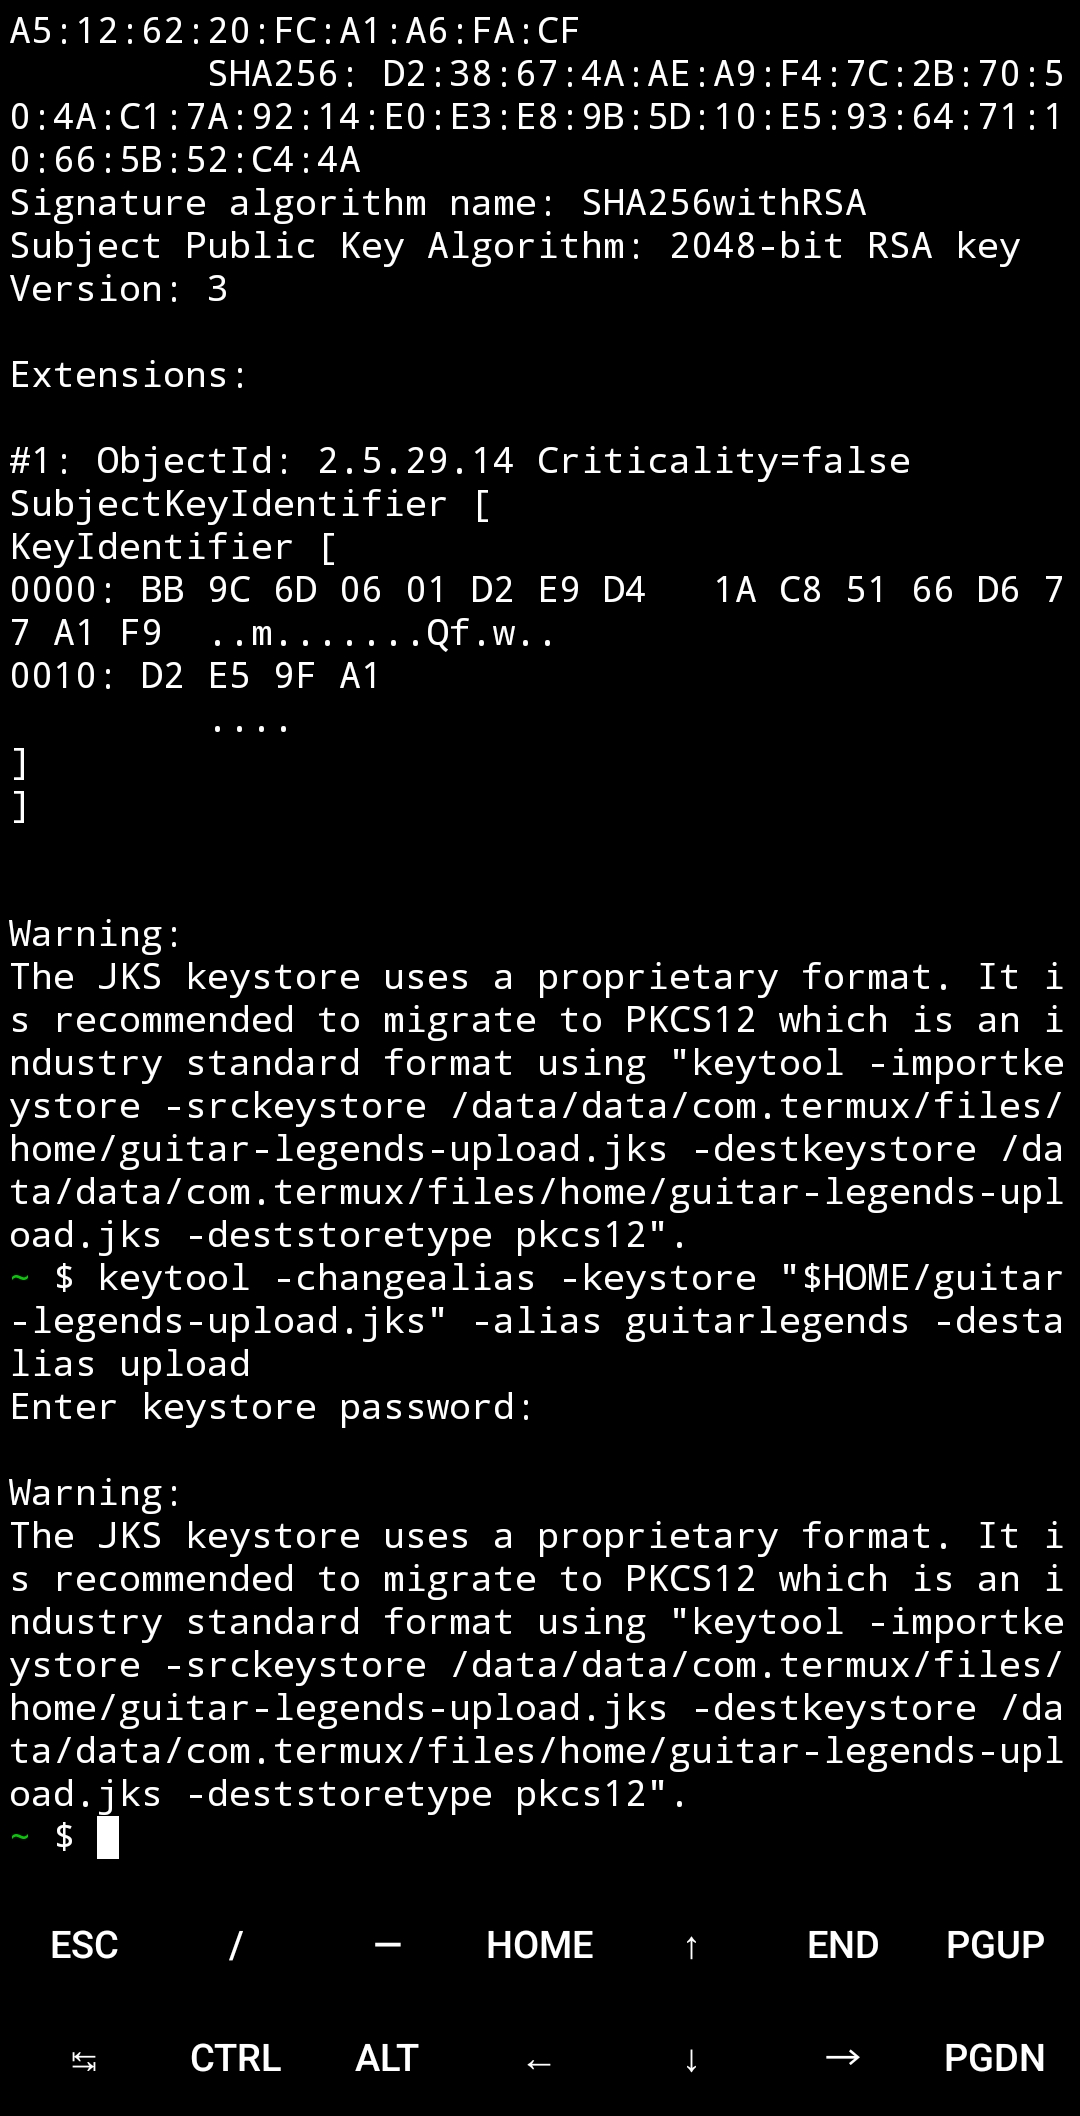 A5:12:62:20:FC:A1:A6:FA:CF
         SHA256: D2:38:67:4A:AE:A9:F4:7C:2B:70:5
0:4A:C1:7A:92:14:E0:E3:E8:9B:5D:10:E5:93:64:71:1
0:66:5B:52:C4:4A
Signature algorithm name: SHA256withRSA
Subject Public Key Algorithm: 2048-bit RSA key
Version: 3

Extensions:

#1: ObjectId: 2.5.29.14 Criticality=false
SubjectKeyIdentifier [
KeyIdentifier [
0000: BB 9C 6D 06 01 D2 E9 D4   1A C8 51 66 D6 7
7 A1 F9  ..m.......Qf.w..
0010: D2 E5 9F A1
         ....
]
]

Warning:
The JKS keystore uses a proprietary format. It i
s recommended to migrate to PKCS12 which is an i
ndustry standard format using "keytool -importke
ystore -srckeystore /data/data/com.termux/files/
home/guitar-legends-upload.jks -destkeystore /da
ta/data/com.termux/files/home/guitar-legends-upl
oad.jks -deststoretype pkcs12".
~ $ keytool -changealias -keystore "$HOME/guitar
-legends-upload.jks" -alias guitarlegends -desta
lias upload
Enter keystore password:

Warning:
The JKS keystore uses a proprietary format. It i
s recommended to migrate to PKCS12 which is an i
ndustry standard format using "keytool -importke
ystore -srckeystore /data/data/com.termux/files/
home/guitar-legends-upload.jks -destkeystore /da
ta/data/com.termux/files/home/guitar-legends-upl
oad.jks -deststoretype pkcs12".
~ $
ESC / — HOME ↑ END PGUP
↹ CTRL ALT ← ↓ → PGDN